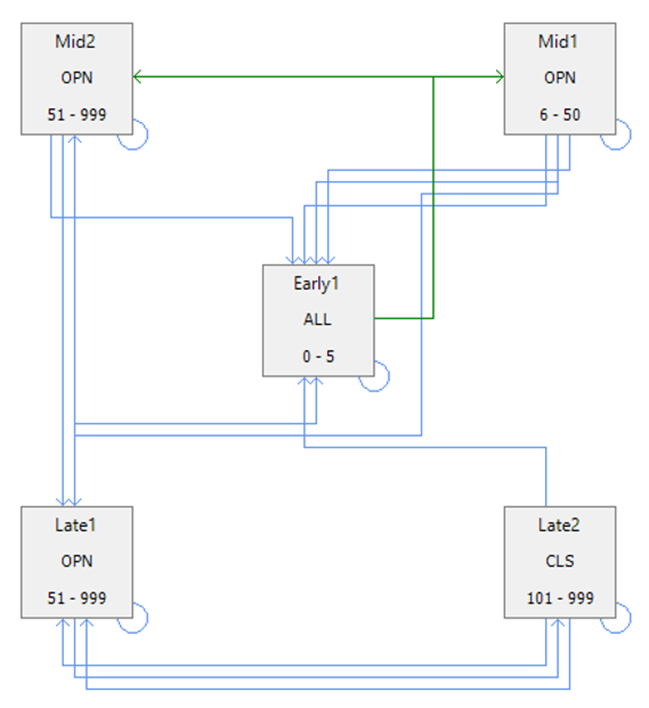 Mid2
OPN
51 - 999
Mid1
OPN
6 - 50
Early1
ALL
0 - 5
Late1
OPN
51 - 999
Late2
CLS
101 - 999